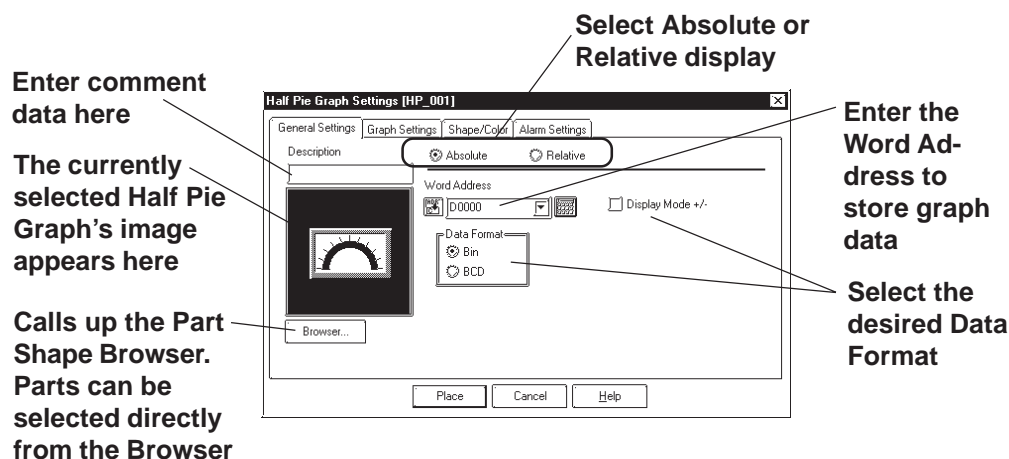 Select Absolute or
Relative display
Enter comment
data here
The currently
selected Half Pie
Graph's image
appears here
Calls up the Part
Shape Browser.
Parts can be
selected directly
from the Browser
Half Pie Graph Settings [HP_001]
General Settings Graph Settings Shape/Color Alarm Settings
Description
Absolute Relative
Word Address
D0000
Display Mode +/-
Data Format
Bin
BCD
Browser...
Place Cancel Help
Enter the
Word Ad-
dress to
store graph
data
Select the
desired Data
Format